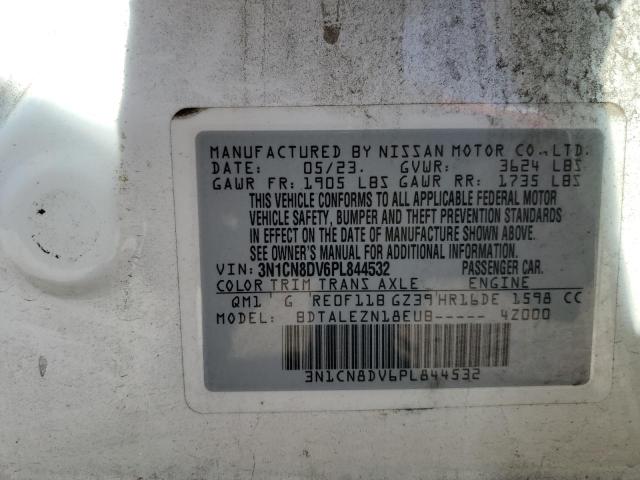 MANUFACTURED BY NISSAN MOTOR CO.,LTD.
DATE: 05/23. GVWR: 3624 LBS
GAWR FR: 1905 LBS GAWR RR: 1735 LBS
THIS VEHICLE CONFORMS TO ALL APPLICABLE FEDERAL MOTOR
VEHICLE SAFETY, BUMPER AND THEFT PREVENTION STANDARDS
IN EFFECT ON THE DATE OF MANUFACTURE SHOWN ABOVE.
SEE OWNER'S MANUAL FOR ADDITIONAL INFORMATION.
VIN: 3N1CN8DV6PL844532 PASSENGER CAR.
COLOR TRIM TRANS AXLE ENGINE
QM1 G RE0F11B GZ39 HR16DE 1598 CC
MODEL: BDTALEZN18EUB----- 4Z000
3N1CN8DV6PL844532